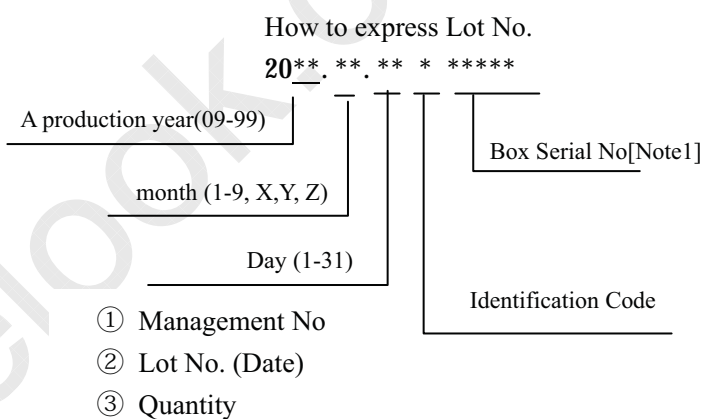 How to express Lot No.
20**. **. ** * *****
A production year(09-99)
Box Serial No[Note1]
month (1-9, X,Y, Z)
Day (1-31)
Identification Code
① Management No
② Lot No. (Date)
③ Quantity